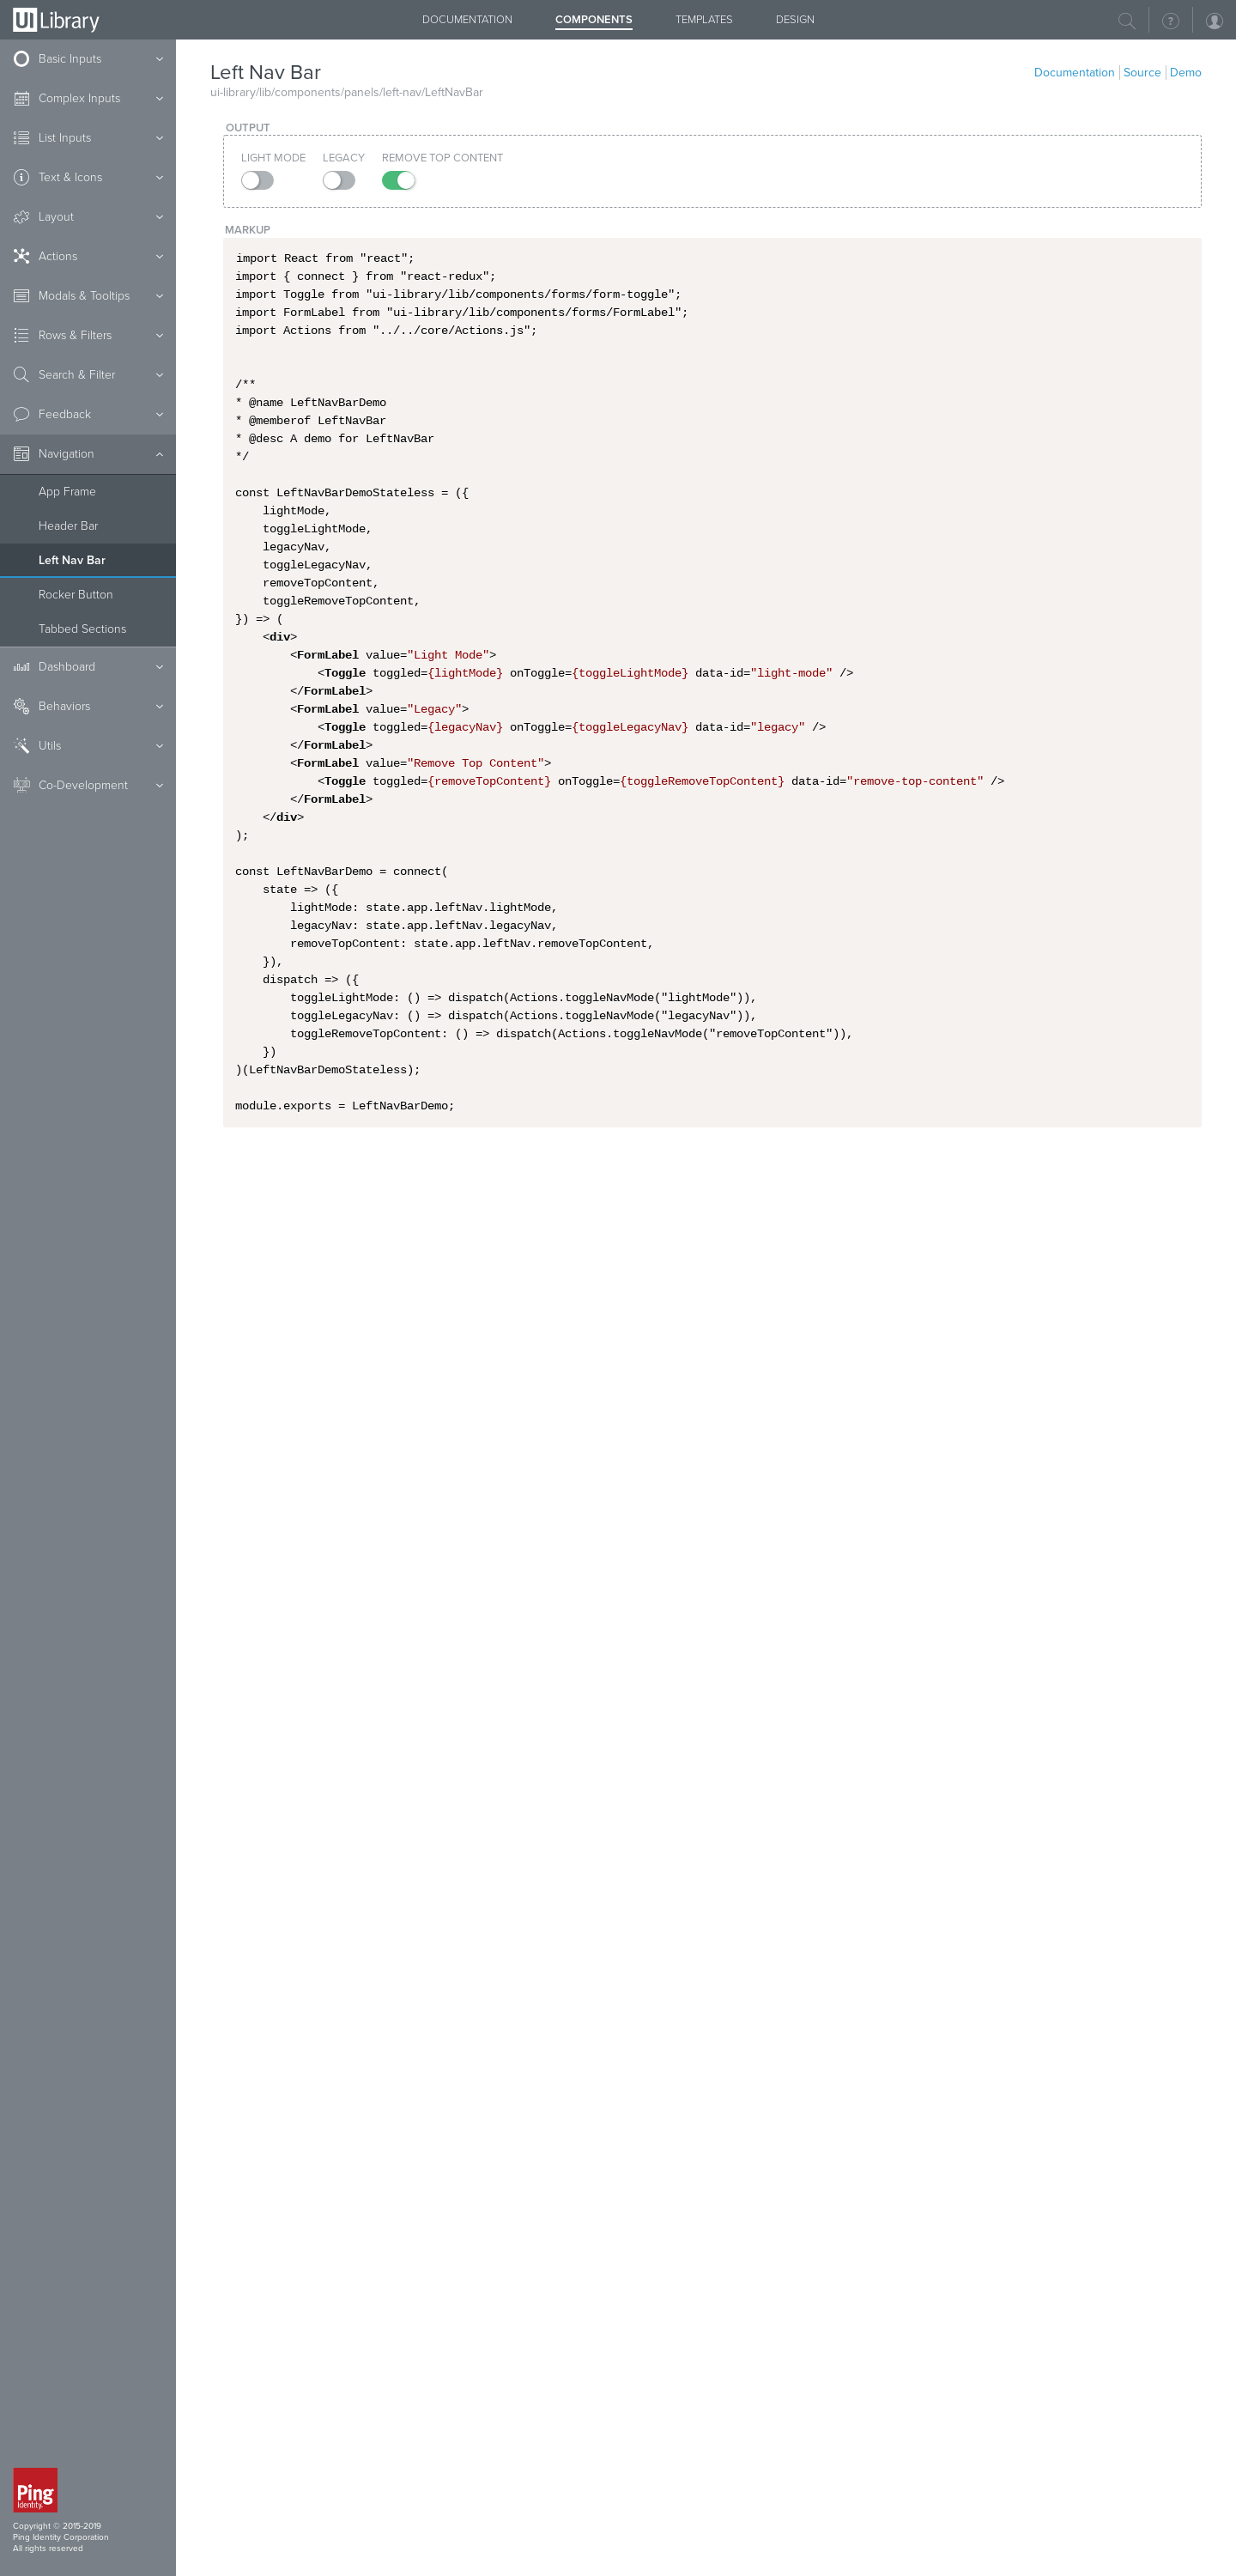 UI Library
DOCUMENTATION
COMPONENTS
TEMPLATES
DESIGN
Basic Inputs
Complex Inputs
List Inputs
Text & Icons
Layout
Actions
Modals & Tooltips
Rows & Filters
Search & Filter
Feedback
Navigation
App Frame
Header Bar
Left Nav Bar
Rocker Button
Tabbed Sections
Dashboard
Behaviors
Utils
Co-Development
Ping
Identity.
Copyright © 2015-2019
Ping Identity Corporation
All rights reserved
Left Nav Bar
Documentation
Source
Demo
ui-library/lib/components/panels/left-nav/LeftNavBar
OUTPUT
LIGHT MODE
LEGACY
REMOVE TOP CONTENT
MARKUP
import React from "react";
import { connect } from "react-redux";
import Toggle from "ui-library/lib/components/forms/form-toggle";
import FormLabel from "ui-library/lib/components/forms/FormLabel";
import Actions from "../../core/Actions.js";
/**
* @name LeftNavBarDemo
* @memberof LeftNavBar
* @desc A demo for LeftNavBar
*/
const LeftNavBarDemoStateless = ({
    lightMode,
    toggleLightMode,
    legacyNav,
    toggleLegacyNav,
    removeTopContent,
    toggleRemoveTopContent,
}) => (
    <div>
        <FormLabel value="Light Mode">
            <Toggle toggled={lightMode} onToggle={toggleLightMode} data-id="light-mode" />
        </FormLabel>
        <FormLabel value="Legacy">
            <Toggle toggled={legacyNav} onToggle={toggleLegacyNav} data-id="legacy" />
        </FormLabel>
        <FormLabel value="Remove Top Content">
            <Toggle toggled={removeTopContent} onToggle={toggleRemoveTopContent} data-id="remove-top-content" />
        </FormLabel>
    </div>
);
const LeftNavBarDemo = connect(
    state => ({
        lightMode: state.app.leftNav.lightMode,
        legacyNav: state.app.leftNav.legacyNav,
        removeTopContent: state.app.leftNav.removeTopContent,
    }),
    dispatch => ({
        toggleLightMode: () => dispatch(Actions.toggleNavMode("lightMode")),
        toggleLegacyNav: () => dispatch(Actions.toggleNavMode("legacyNav")),
        toggleRemoveTopContent: () => dispatch(Actions.toggleNavMode("removeTopContent")),
    })
)(LeftNavBarDemoStateless);
module.exports = LeftNavBarDemo;